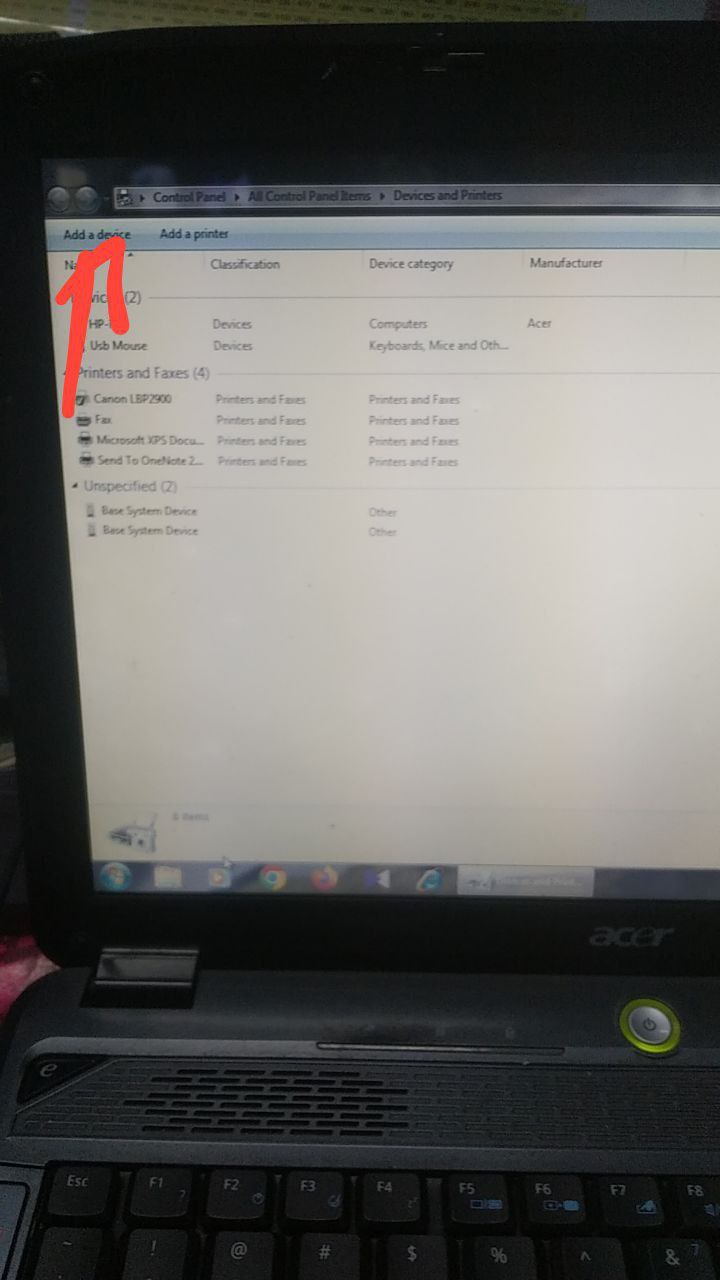 Control Panel All Control Panel Items Devices and Printers
Add a device Add a printer
Classification Device category Manufacturer
(2)
HP- Devices Computers Acer
Usb Mouse Devices Keyboards, Mice and Oth...
Printers and Faxes (4)
Canon LBP2900 Printers and Faxes Printers and Faxes
Fax Printers and Faxes Printers and Faxes
Microsoft XPS Docu... Printers and Faxes Printers and Faxes
Send To OneNote 2... Printers and Faxes Printers and Faxes
Unspecified (2)
Base System Device Other
Base System Device Other
8 items
acer
e
Esc F1 F2 F3 F4 F5 F6 F7 F8
? z
~ ! @ # $ % ^ & 7